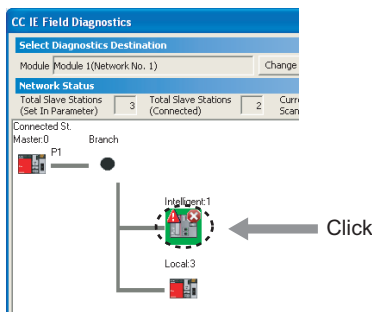 CC IE Field Diagnostics
Select Diagnostics Destination
Module Module 1(Network No. 1) Change
Network Status
Total Slave Stations (Set In Parameter) 3 Total Slave Stations (Connected) 2 Curre Scan
Connected St.
Master:0 Branch
P1
Intelligent:1
Click
Local:3